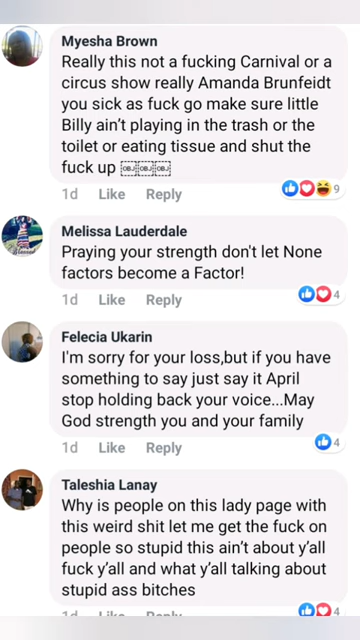 Myesha Brown
Really this not a fucking Carnival or a
circus show really Amanda Brunfeidt
you sick as fuck go make sure little
Billy ain't playing in the trash or the
toilet or eating tissue and shut the
fuck up OBJ OBJ OBJ
1d Like Reply 9
Melissa Lauderdale
Praying your strength don't let None
factors become a Factor!
1d Like Reply 4
Felecia Ukarin
I'm sorry for your loss,but if you have
something to say just say it April
stop holding back your voice...May
God strength you and your family
1d Like Reply 4
Taleshia Lanay
Why is people on this lady page with
this weird shit let me get the fuck on
people so stupid this ain't about y'all
fuck y'all and what y'all talking about
stupid ass bitches
1d Like Reply 4